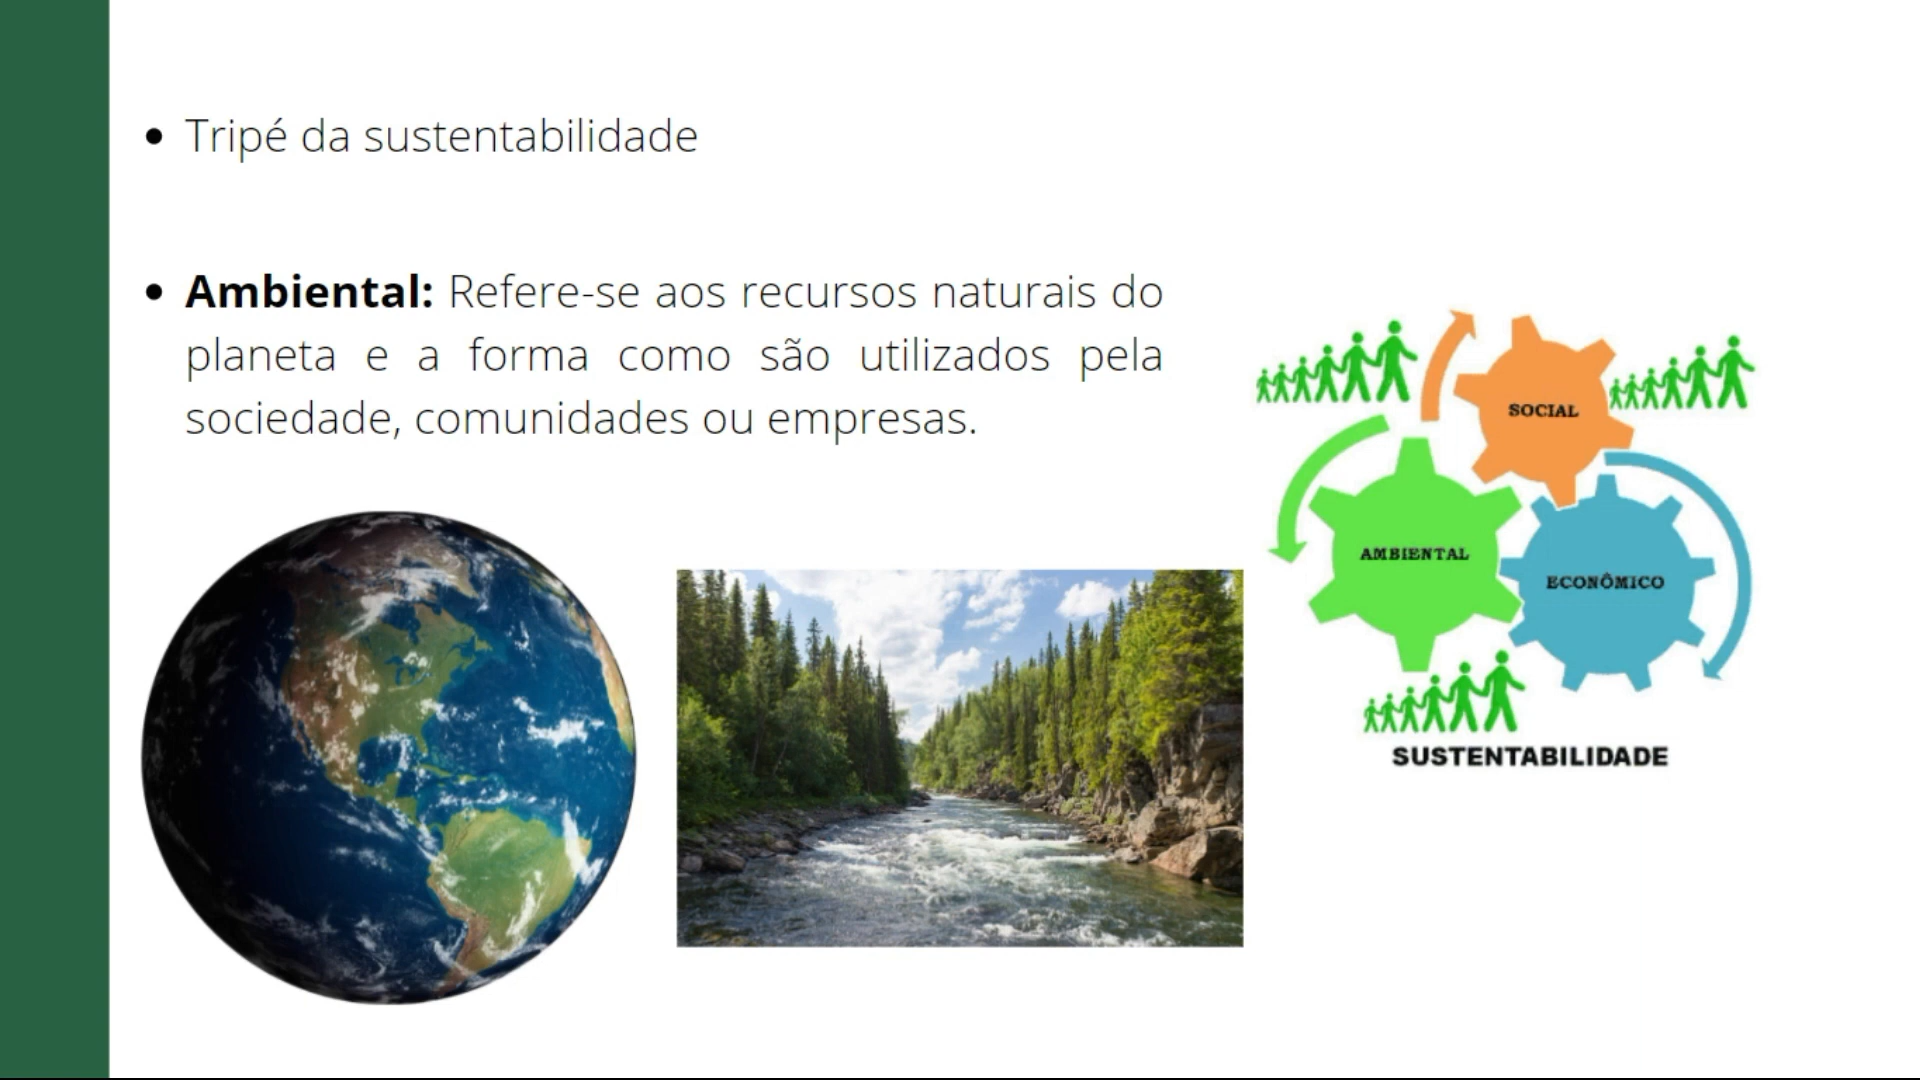 Tripé da sustentabilidade
Ambiental: Refere-se aos recursos naturais do
planeta e a forma como são utilizados pela
sociedade, comunidades ou empresas.
SOCIAL
AMBIENTAL
ECONÔMICO
SUSTENTABILIDADE